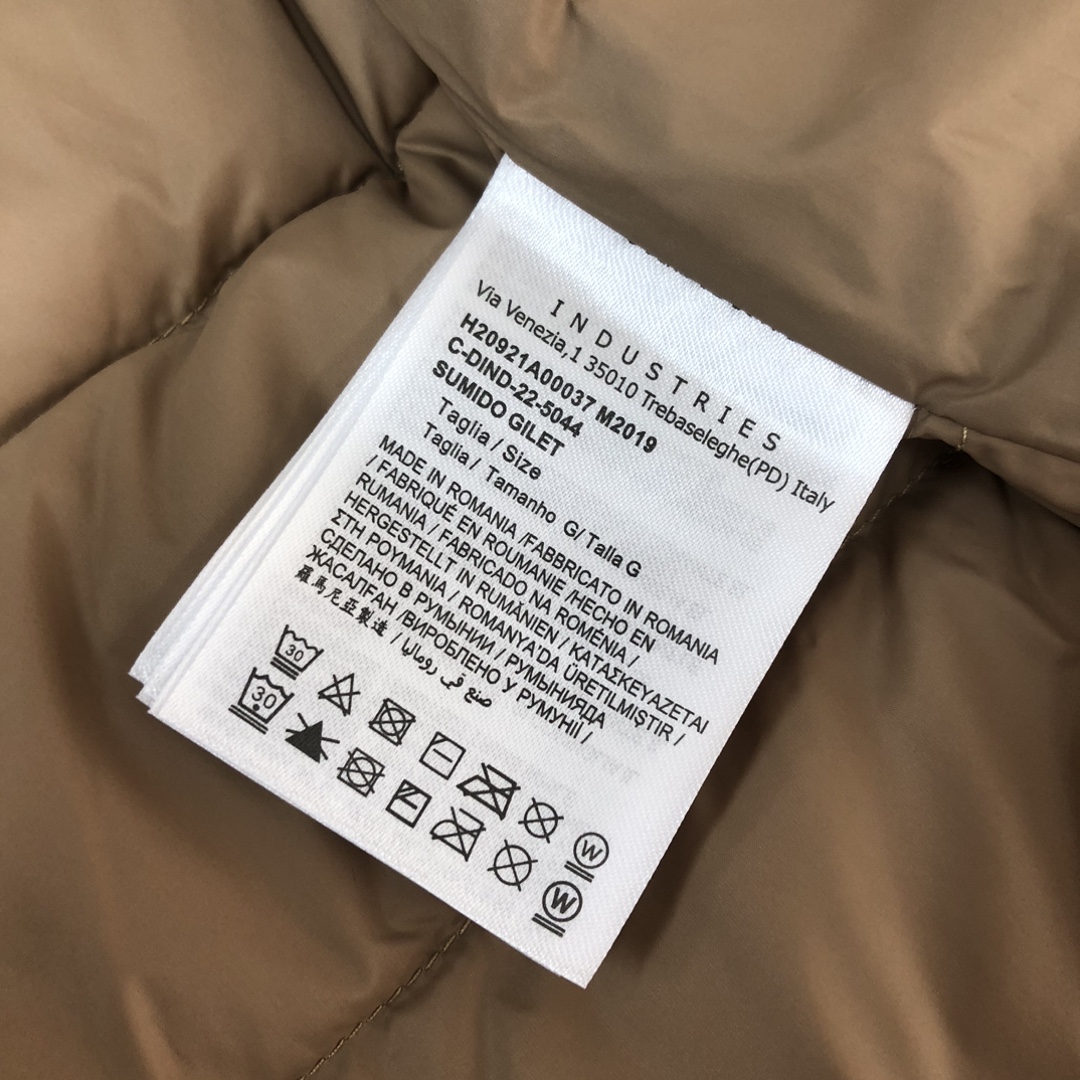 INDUSTRIES
Via Venezia,1 35010 Trebaseleghe(PD) Italy
H20921A00037 M2019
C-DIND-22-5044
SUMIDO GILET
Taglia / Size
Taglia / Tamanho G/ Talla G
MADE IN ROMANIA /FABBRICATO IN ROMANIA
/ FABRIQUÉ EN ROUMANIE /HECHO EN
RUMANIA / FABRICADO NA ROMÉNIA /
HERGESTELLT IN RUMÄNIEN / ΚΑΤΑΣΚΕΥΑΖΕΤΑΙ
ΣΤΗ ΡΟΥΜΑΝΙΑ / ROMANYA'DA ÜRETILMIŞTIR /
СДЕЛАНО В РУМЫНИИ / РУМЫНИЯДА
ЖАСАЛҒАН /ВИРОБЛЕНО У РУМУНІЇ /
羅馬尼亞製造 / صنع في رومانيا
30
W
30
W